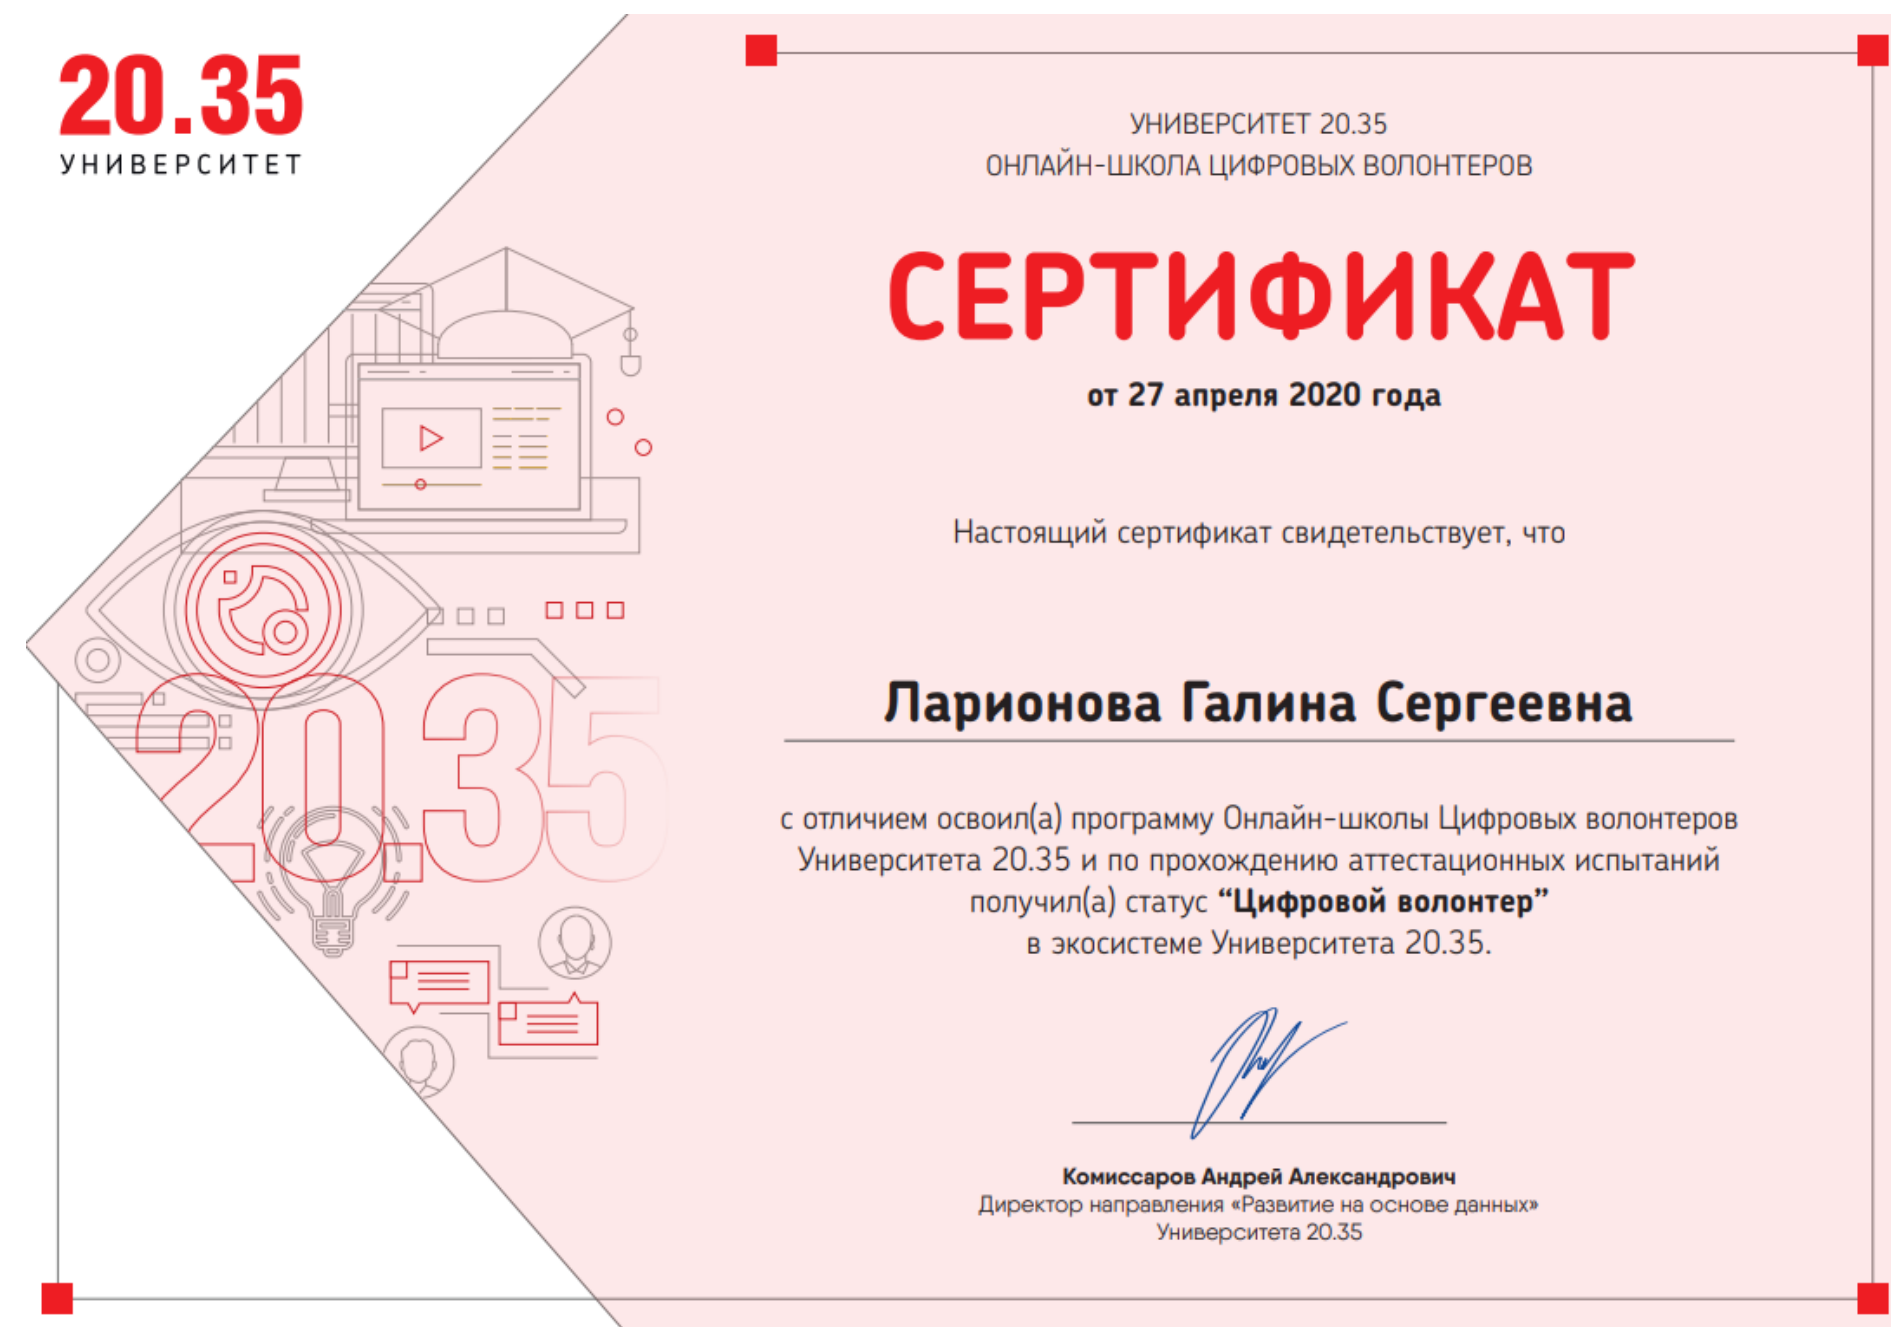 20.35
УНИВЕРСИТЕТ
УНИВЕРСИТЕТ 20.35
ОНЛАЙН-ШКОЛА ЦИФРОВЫХ ВОЛОНТЕРОВ
СЕРТИФИКАТ
от 27 апреля 2020 года
Настоящий сертификат свидетельствует, что
Ларионова Галина Сергеевна
с отличием освоил(а) программу Онлайн-школы Цифровых волонтеров
Университета 20.35 и по прохождению аттестационных испытаний
получил(а) статус “Цифровой волонтер”
в экосистеме Университета 20.35.
20.35
Комиссаров Андрей Александрович
Директор направления «Развитие на основе данных»
Университета 20.35